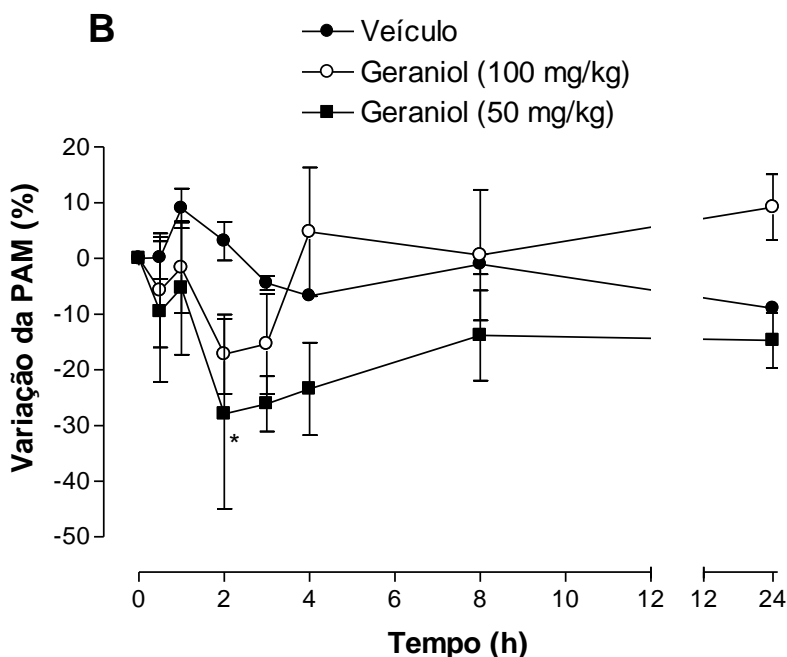 B
Veículo
Geraniol (100 mg/kg)
Geraniol (50 mg/kg)
Variação da PAM (%)
20
10
0
-10
-20
-30
-40
-50
*
0 2 4 6 8 10 12 12 24
Tempo (h)